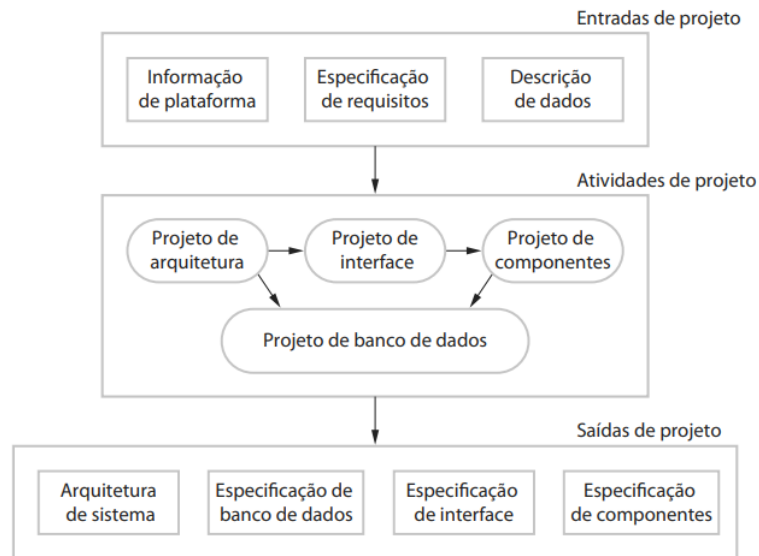 Entradas de projeto
Informação
de plataforma
Especificação
de requisitos
Descrição
de dados
Atividades de projeto
Projeto de
arquitetura
Projeto de
interface
Projeto de
componentes
Projeto de banco de dados
Saídas de projeto
Arquitetura
de sistema
Especificação de
banco de dados
Especificação
de interface
Especificação
de componentes